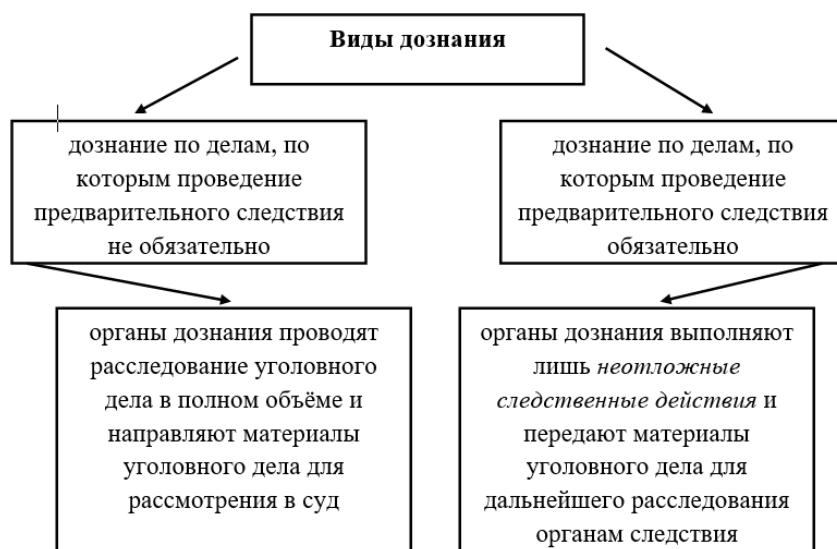 Виды дознания
дознание по делам, по
которым проведение
предварительного следствия
не обязательно
дознание по делам, по
которым проведение
предварительного следствия
обязательно
органы дознания проводят
расследование уголовного
дела в полном объёме и
направляют материалы
уголовного дела для
рассмотрения в суд
органы дознания выполняют
лишь неотложные
следственные действия и
передают материалы
уголовного дела для
дальнейшего расследования
органам следствия